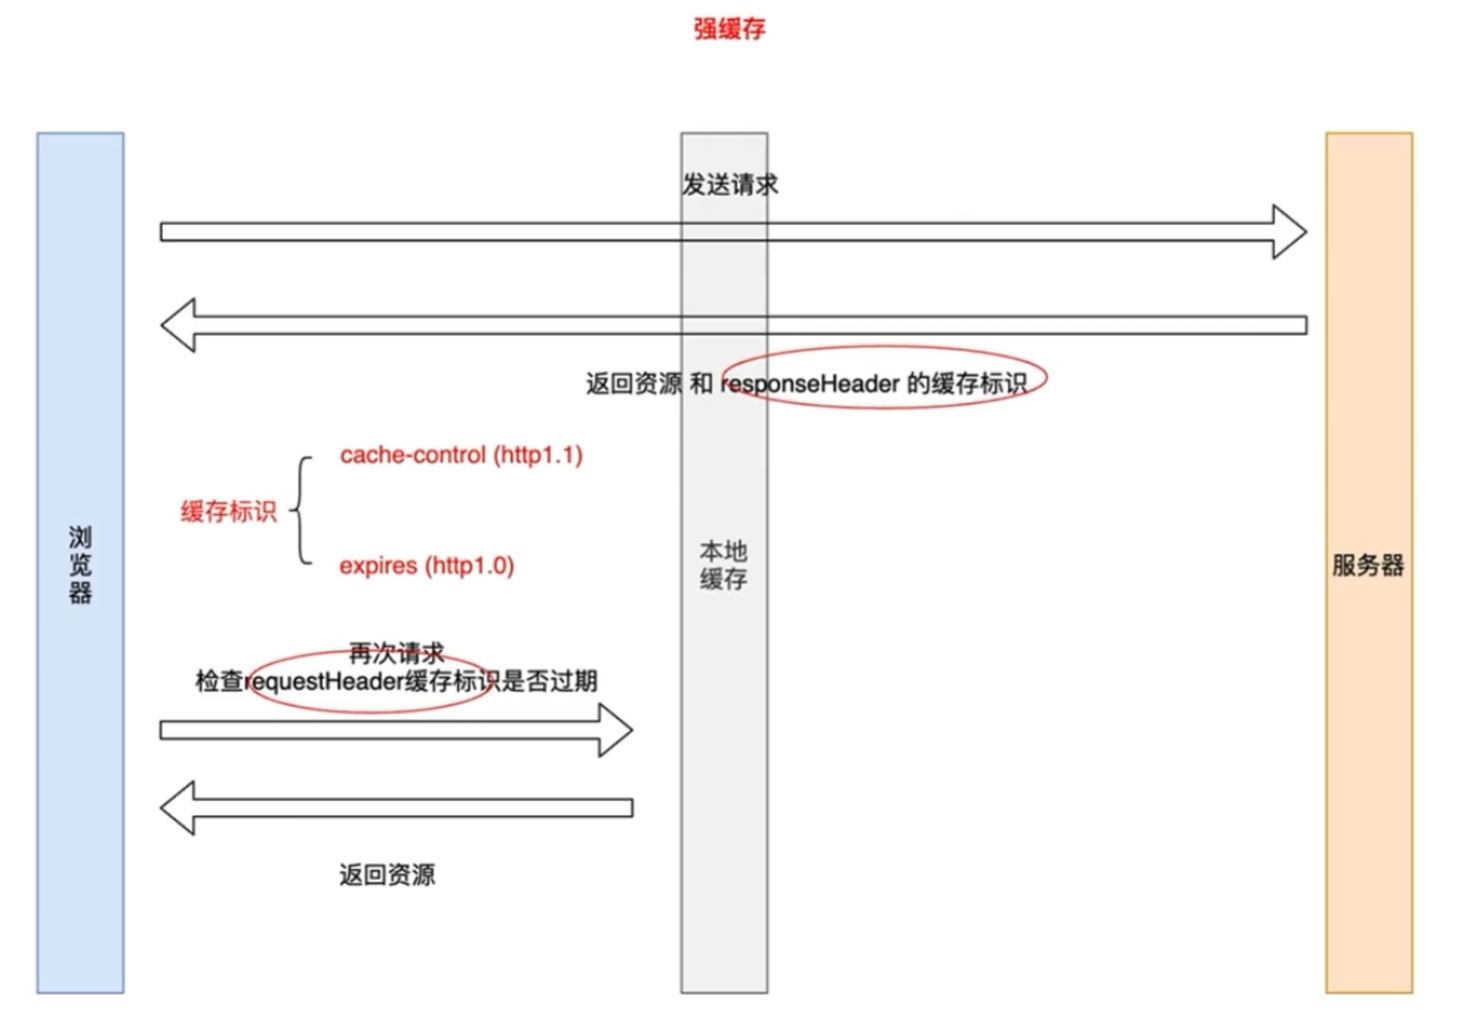 强缓存
发送请求
返回资源 和 responseHeader 的缓存标识
cache-control (http1.1)
缓存标识
expires (http1.0)
浏
览
器
本地
缓存
服务器
再次请求
检查requestHeader缓存标识是否过期
返回资源